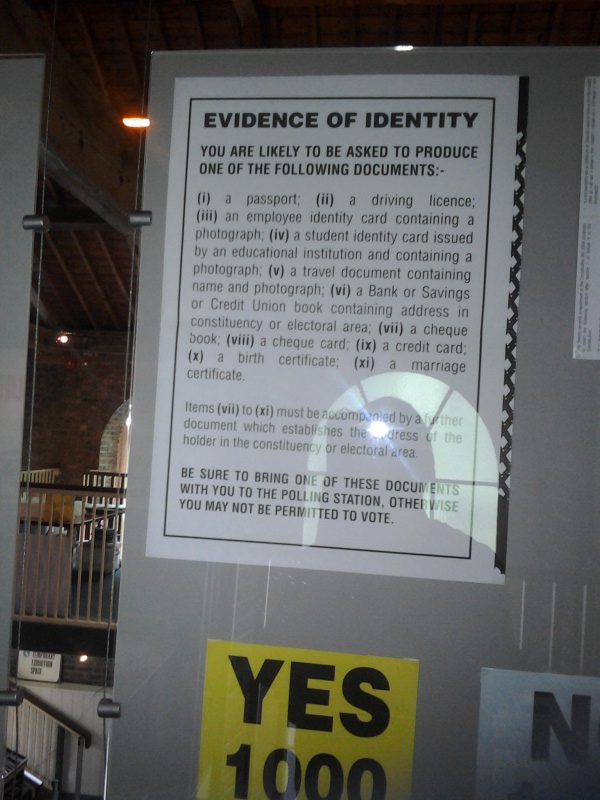 EVIDENCE OF IDENTITY
YOU ARE LIKELY TO BE ASKED TO PRODUCE
ONE OF THE FOLLOWING DOCUMENTS:-
(i) a passport; (ii) a driving licence;
(iii) an employee identity card containing a
photograph; (iv) a student identity card issued
by an educational institution and containing a
photograph; (v) a travel document containing
name and photograph; (vi) a Bank or Savings
or Credit Union book containing address in
constituency or electoral area; (vii) a cheque
book; (viii) a cheque card; (ix) a credit card;
(x) a birth certificate; (xi) a marriage
certificate.
Items (vii) to (xi) must be accompanied by a further
document which establishes the address of the
holder in the constituency or electoral area.
BE SURE TO BRING ONE OF THESE DOCUMENTS
WITH YOU TO THE POLLING STATION, OTHERWISE
YOU MAY NOT BE PERMITTED TO VOTE.
YES
1000
TEMPORARY
EXHIBITION
SPACE